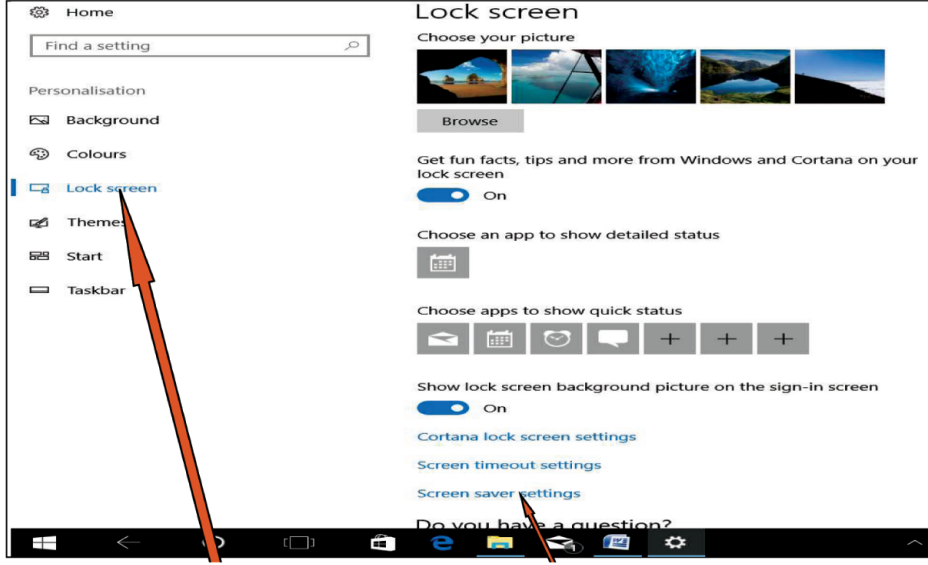 Home
Find a setting
Personalisation
Background
Colours
Lock screen
Themes
Start
Taskbar
Lock screen
Choose your picture
Browse
Get fun facts, tips and more from Windows and Cortana on your
lock screen
On
Choose an app to show detailed status
Choose apps to show quick status
Show lock screen background picture on the sign-in screen
On
Cortana lock screen settings
Screen timeout settings
Screen saver settings
Do you have a question?